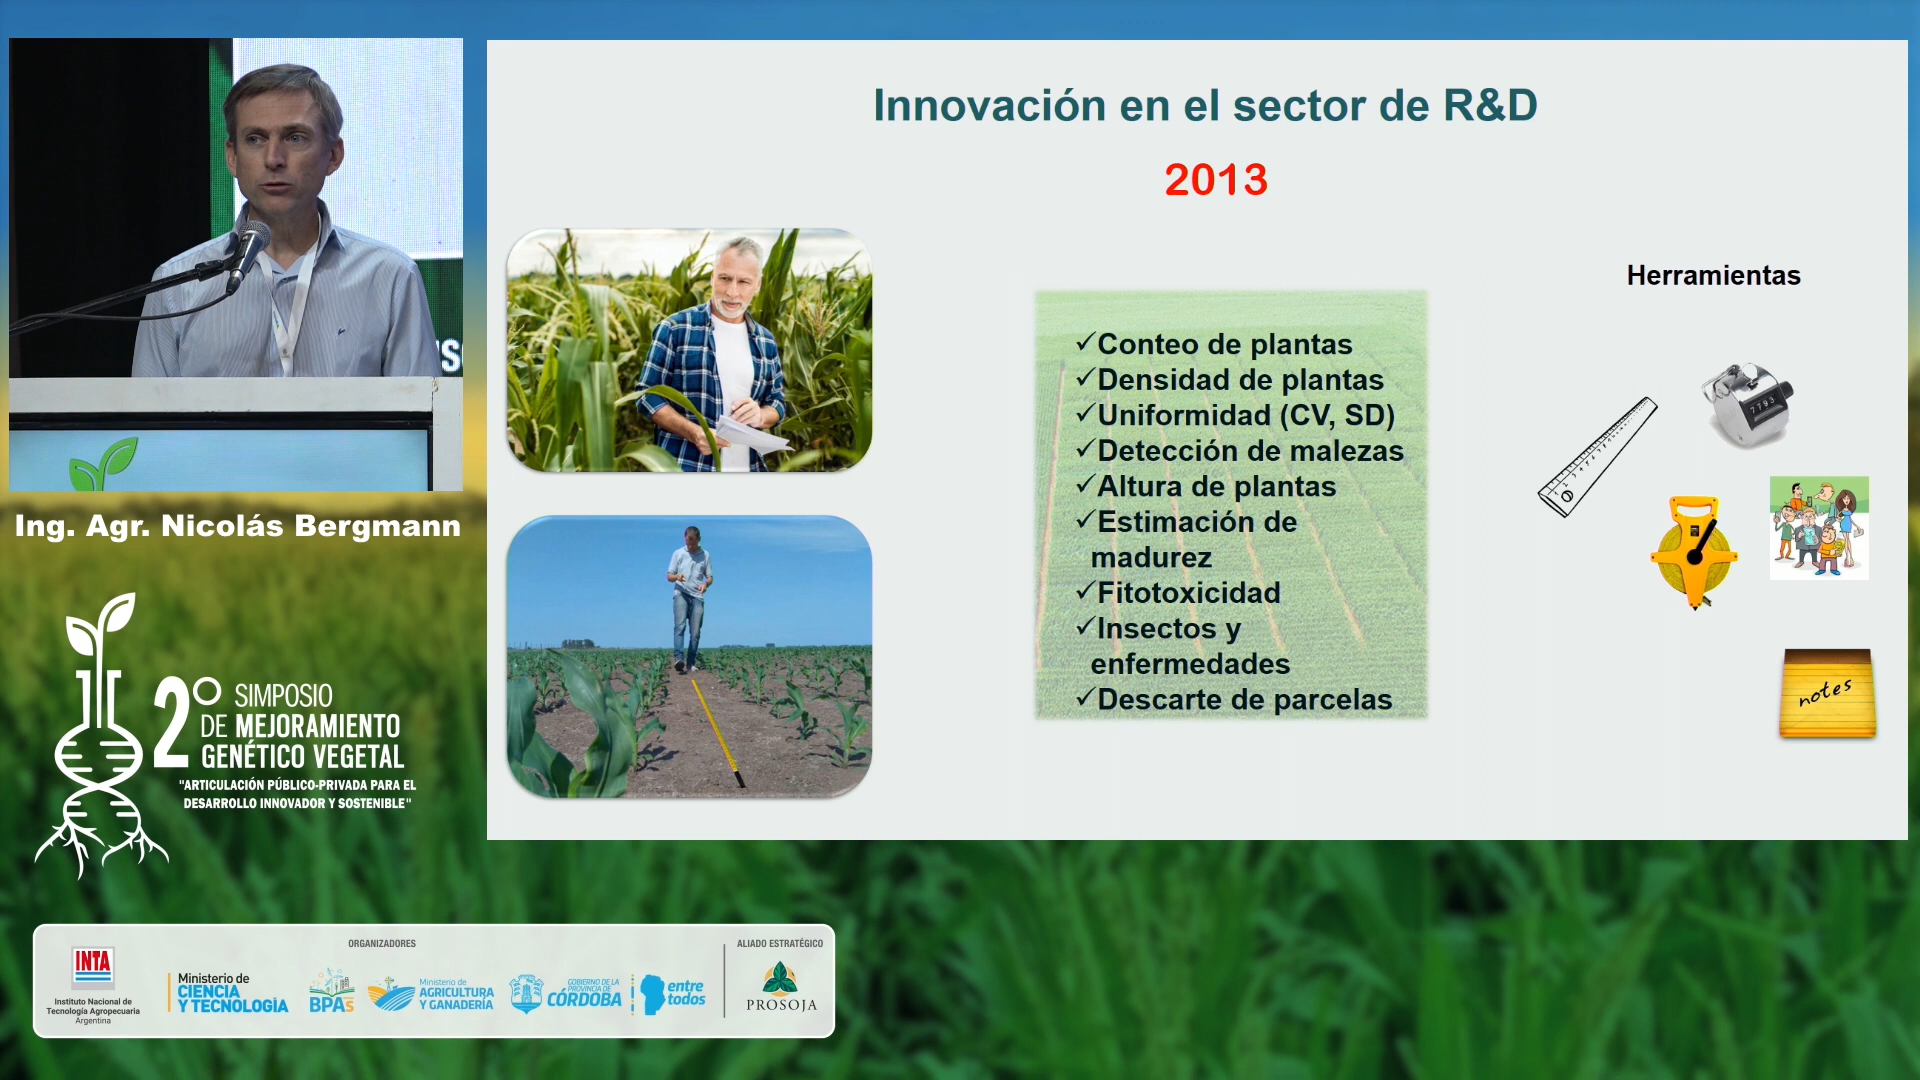 Innovación en el sector de R&D
2013
Herramientas
✓Conteo de plantas
✓Densidad de plantas
✓Uniformidad (CV, SD)
✓Detección de malezas
✓Altura de plantas
✓Estimación de
madurez
✓Fitotoxicidad
✓Insectos y
enfermedades
✓Descarte de parcelas
7793
notes
Ing. Agr. Nicolás Bergmann
2° SIMPOSIO
DE MEJORAMIENTO
GENÉTICO VEGETAL
"ARTICULACIÓN PÚBLICO-PRIVADA PARA EL
DESARROLLO INNOVADOR Y SOSTENIBLE"
ORGANIZADORES
ALIADO ESTRATÉGICO
INTA
Instituto Nacional de
Tecnología Agropecuaria
Argentina
Ministerio de
CIENCIA
Y TECNOLOGÍA
BPAs
Ministerio de
AGRICULTURA
Y GANADERÍA
GOBIERNO DE LA
PROVINCIA DE
CÓRDOBA
entre
todos
PROSOJA